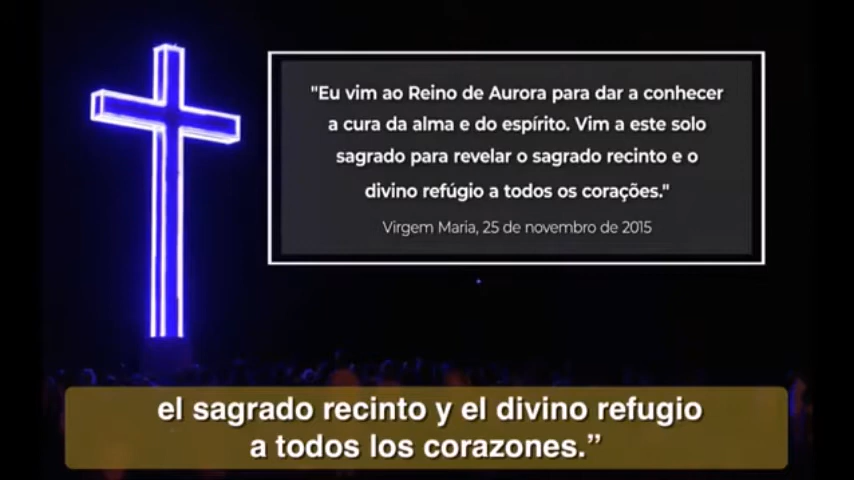 "Eu vim ao Reino de Aurora para dar a conhecer
a cura da alma e do espírito. Vim a este solo
sagrado para revelar o sagrado recinto e o
divino refúgio a todos os corações."
Virgem Maria, 25 de novembro de 2015
el sagrado recinto y el divino refugio
a todos los corazones.”